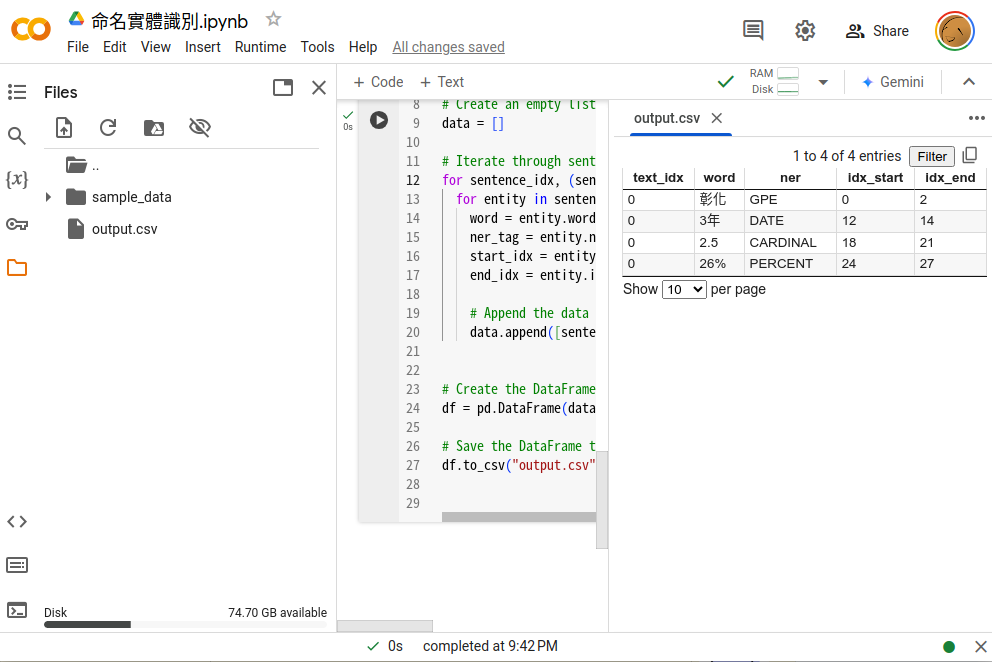 命名實體識別.ipynb
File Edit View Insert Runtime Tools Help All changes saved
Share
Files
..
sample_data
output.csv
Disk 74.70 GB available
+ Code + Text
RAM
Disk
Gemini
0s
8 # Create an empty list
9 data = []
10
11 # Iterate through sent
12 for sentence_idx, (sen
13 for entity in senten
14 word = entity.word
15 ner_tag = entity.n
16 start_idx = entity
17 end_idx = entity.i
18
19 # Append the data
20 data.append([sente
21
22
23 # Create the DataFrame
24 df = pd.DataFrame(data
25
26 # Save the DataFrame t
27 df.to_csv("output.csv"
28
29
output.csv
1 to 4 of 4 entries Filter
text_idx word ner idx_start idx_end
0 彰化 GPE 0 2
0 3年 DATE 12 14
0 2.5 CARDINAL 18 21
0 26% PERCENT 24 27
Show 10 per page
0s completed at 9:42 PM